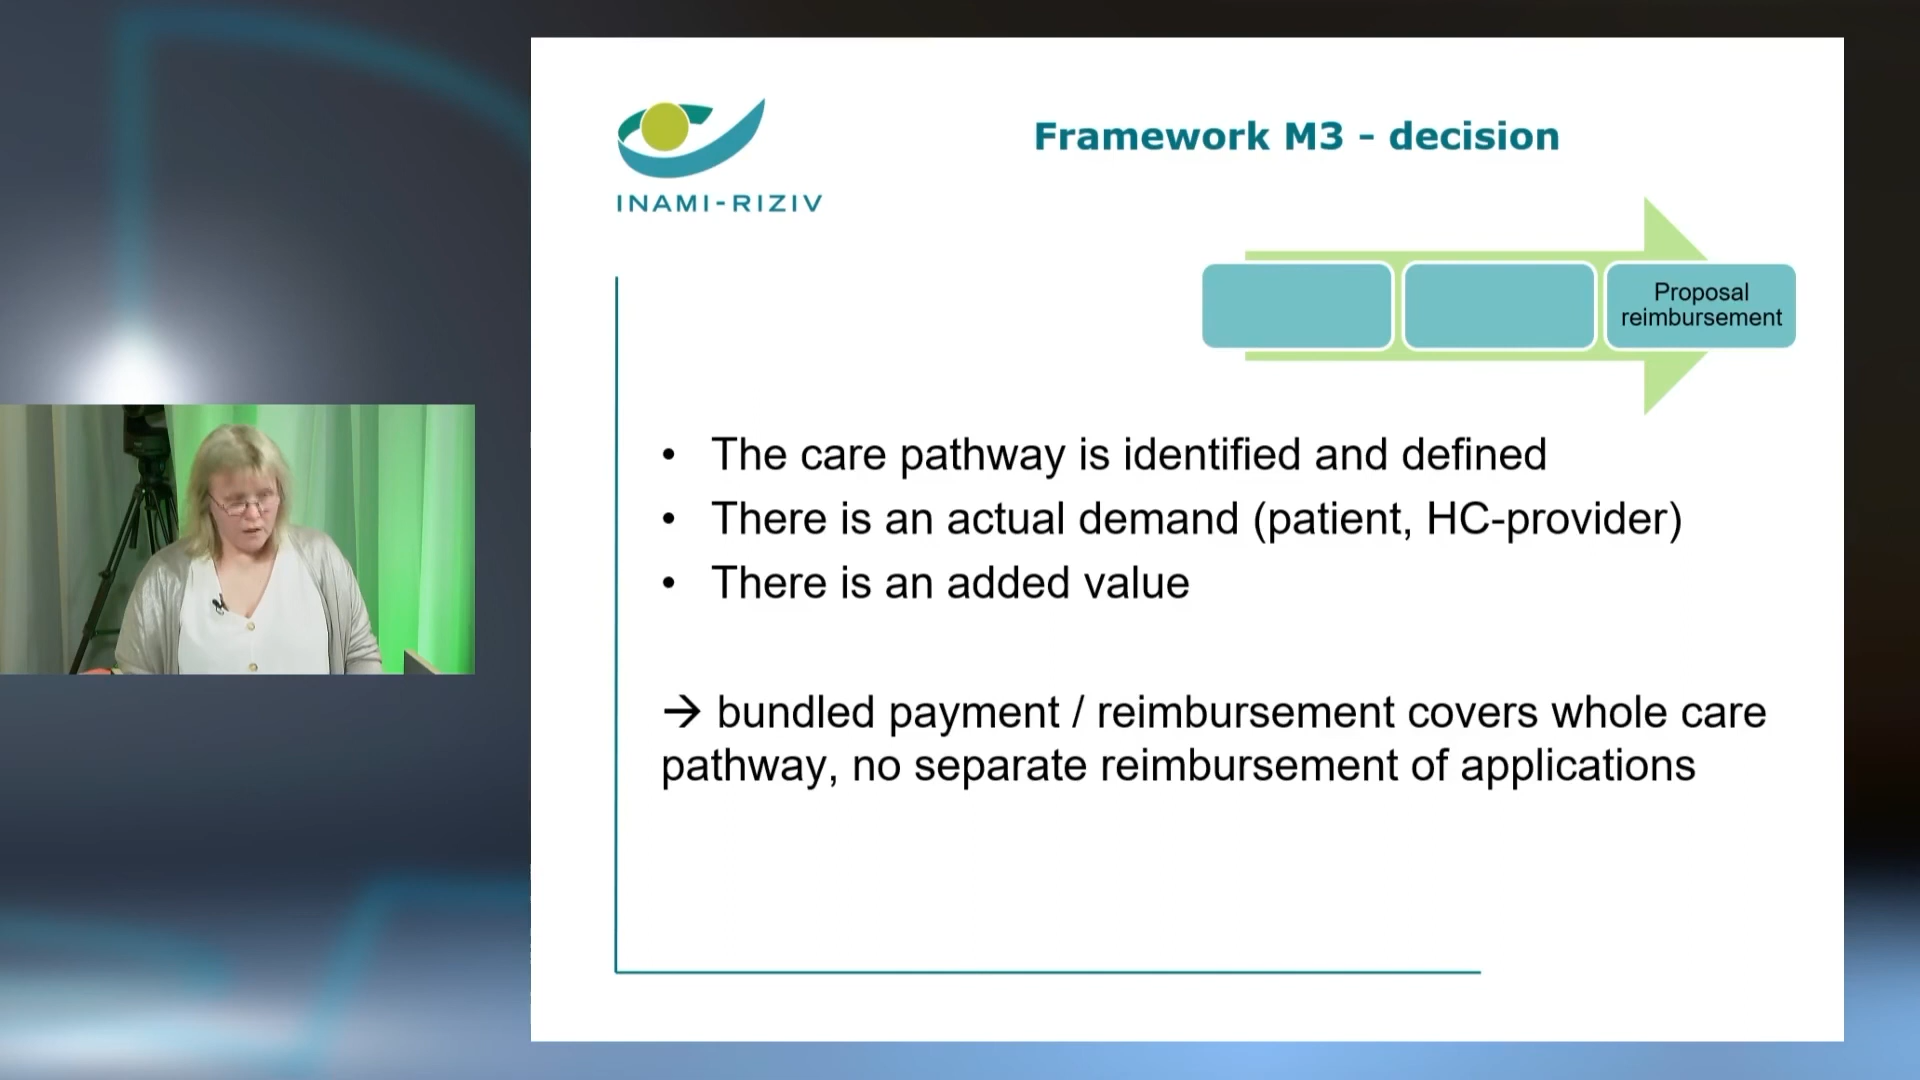 INAMI-RIZIV
Framework M3 - decision
Proposal
reimbursement
• The care pathway is identified and defined
• There is an actual demand (patient, HC-provider)
• There is an added value
→ bundled payment / reimbursement covers whole care
pathway, no separate reimbursement of applications